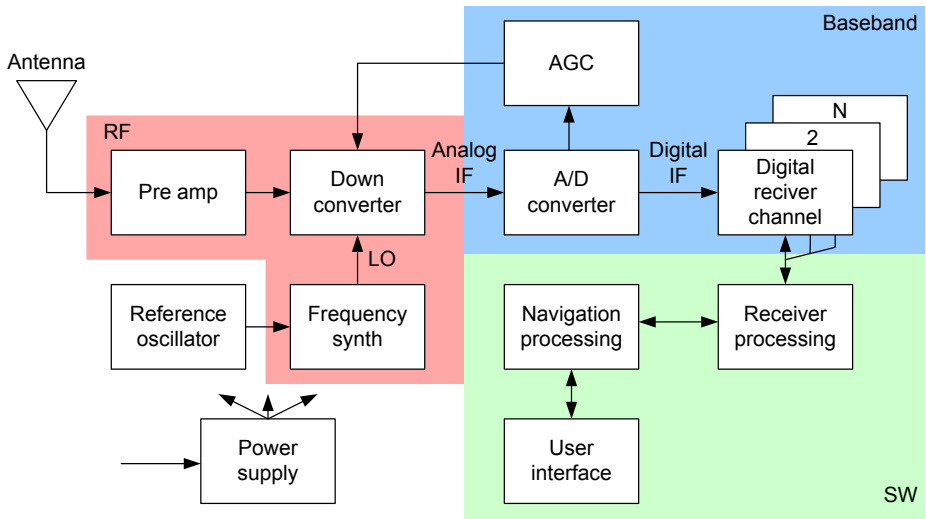 Baseband
Antenna
AGC
N
RF
2
Pre amp
Down
converter
Analog
IF
A/D
converter
Digital
IF
Digital
reciver
channel
LO
Reference
oscillator
Frequency
synth
Navigation
processing
Receiver
processing
Power
supply
User
interface
SW